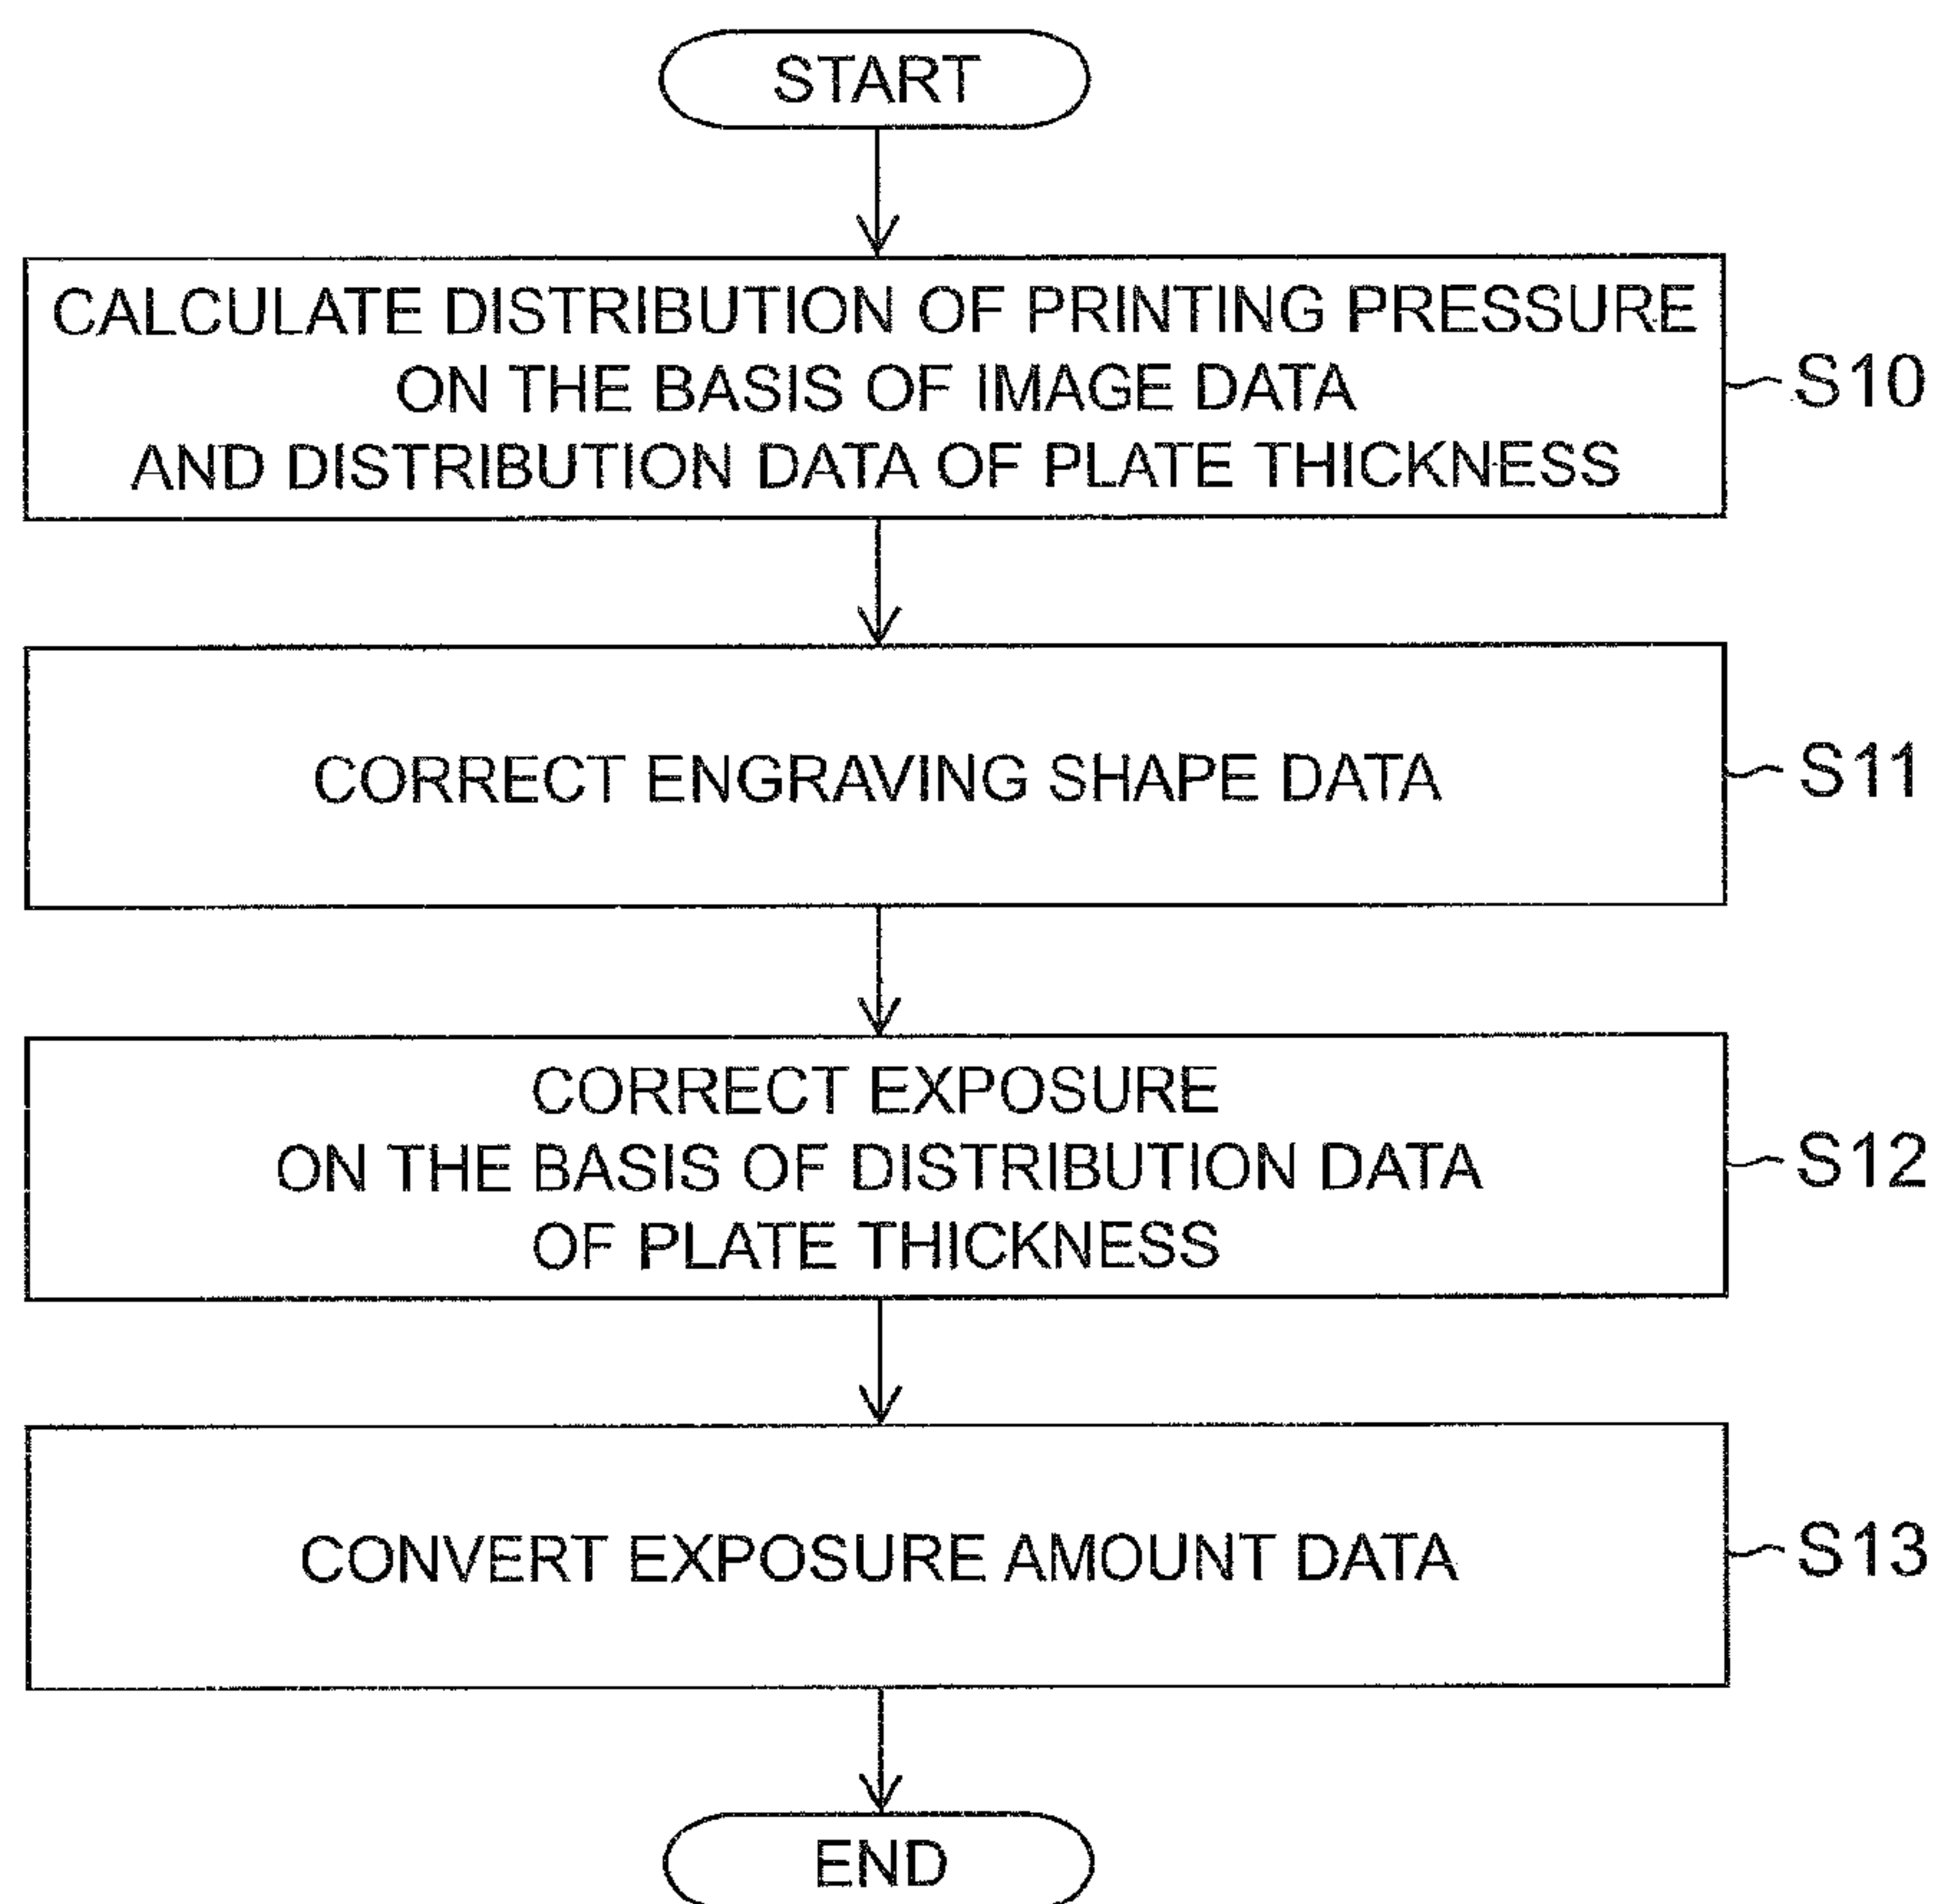 START
CALCULATE DISTRIBUTION OF PRINTING PRESSURE
ON THE BASIS OF IMAGE DATA
AND DISTRIBUTION DATA OF PLATE THICKNESS
S10
CORRECT ENGRAVING SHAPE DATA
S11
CORRECT EXPOSURE
ON THE BASIS OF DISTRIBUTION DATA
OF PLATE THICKNESS
S12
CONVERT EXPOSURE AMOUNT DATA
S13
END